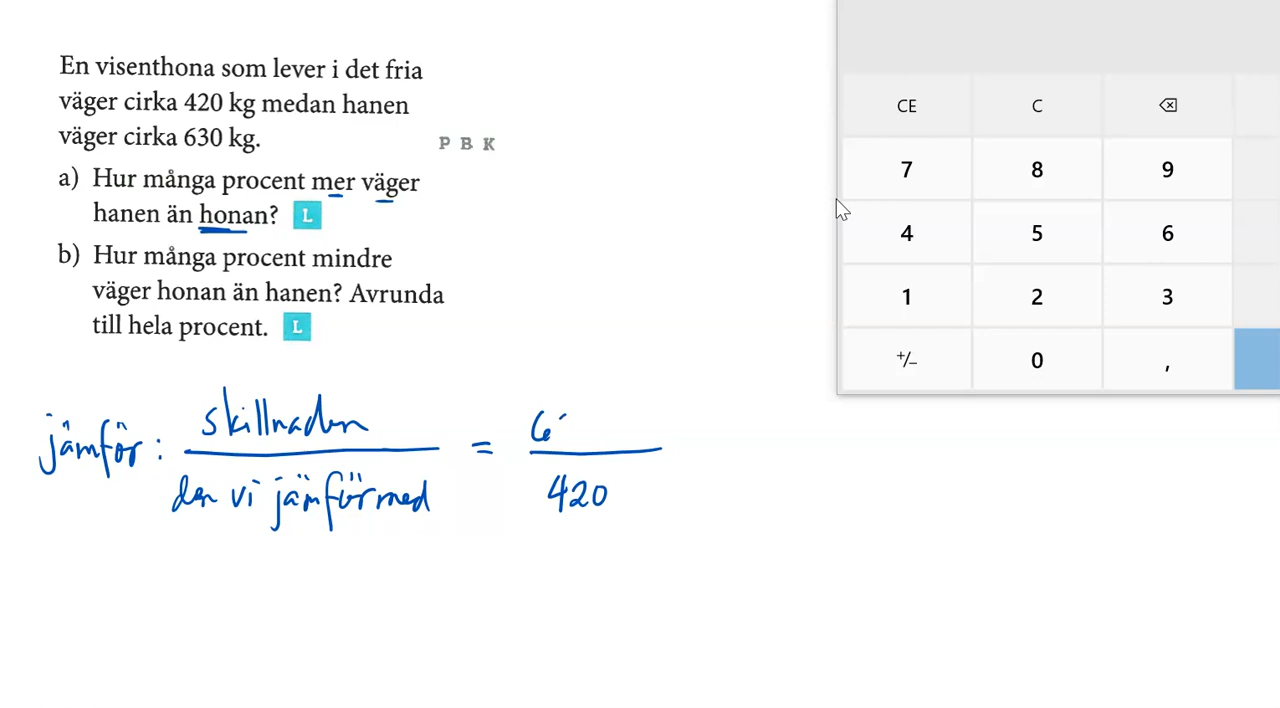 En visenthona som lever i det fria
väger cirka 420 kg medan hanen
väger cirka 630 kg.
P B K
a) Hur många procent mer väger
hanen än honan? L
b) Hur många procent mindre
väger honan än hanen? Avrunda
till hela procent. L
jämför: skillnaden = 6
den vi jämför med 420
CE C
7 8 9
4 5 6
1 2 3
+/− 0 ,